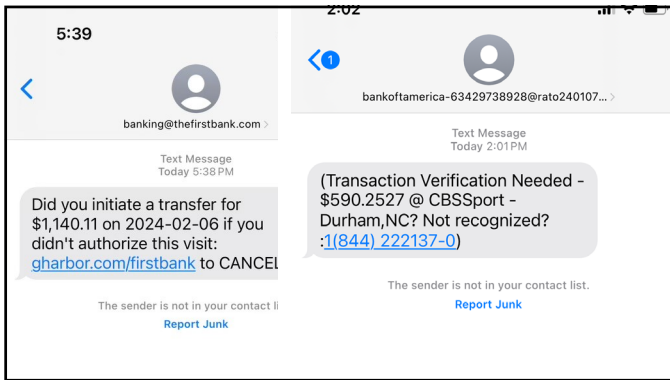 5:39
banking@thefirstbank.com >
Text Message
Today 5:38 PM
Did you initiate a transfer for
$1,140.11 on 2024-02-06 if you
didn't authorize this visit:
gharbor.com/firstbank to CANCEL
The sender is not in your contact li
Report Junk
2:02
1
bankoftamerica-63429738928@rato240107... >
Text Message
Today 2:01 PM
(Transaction Verification Needed -
$590.2527 @ CBSSport -
Durham,NC? Not recognized?
:1(844) 222137-0)
The sender is not in your contact list.
Report Junk